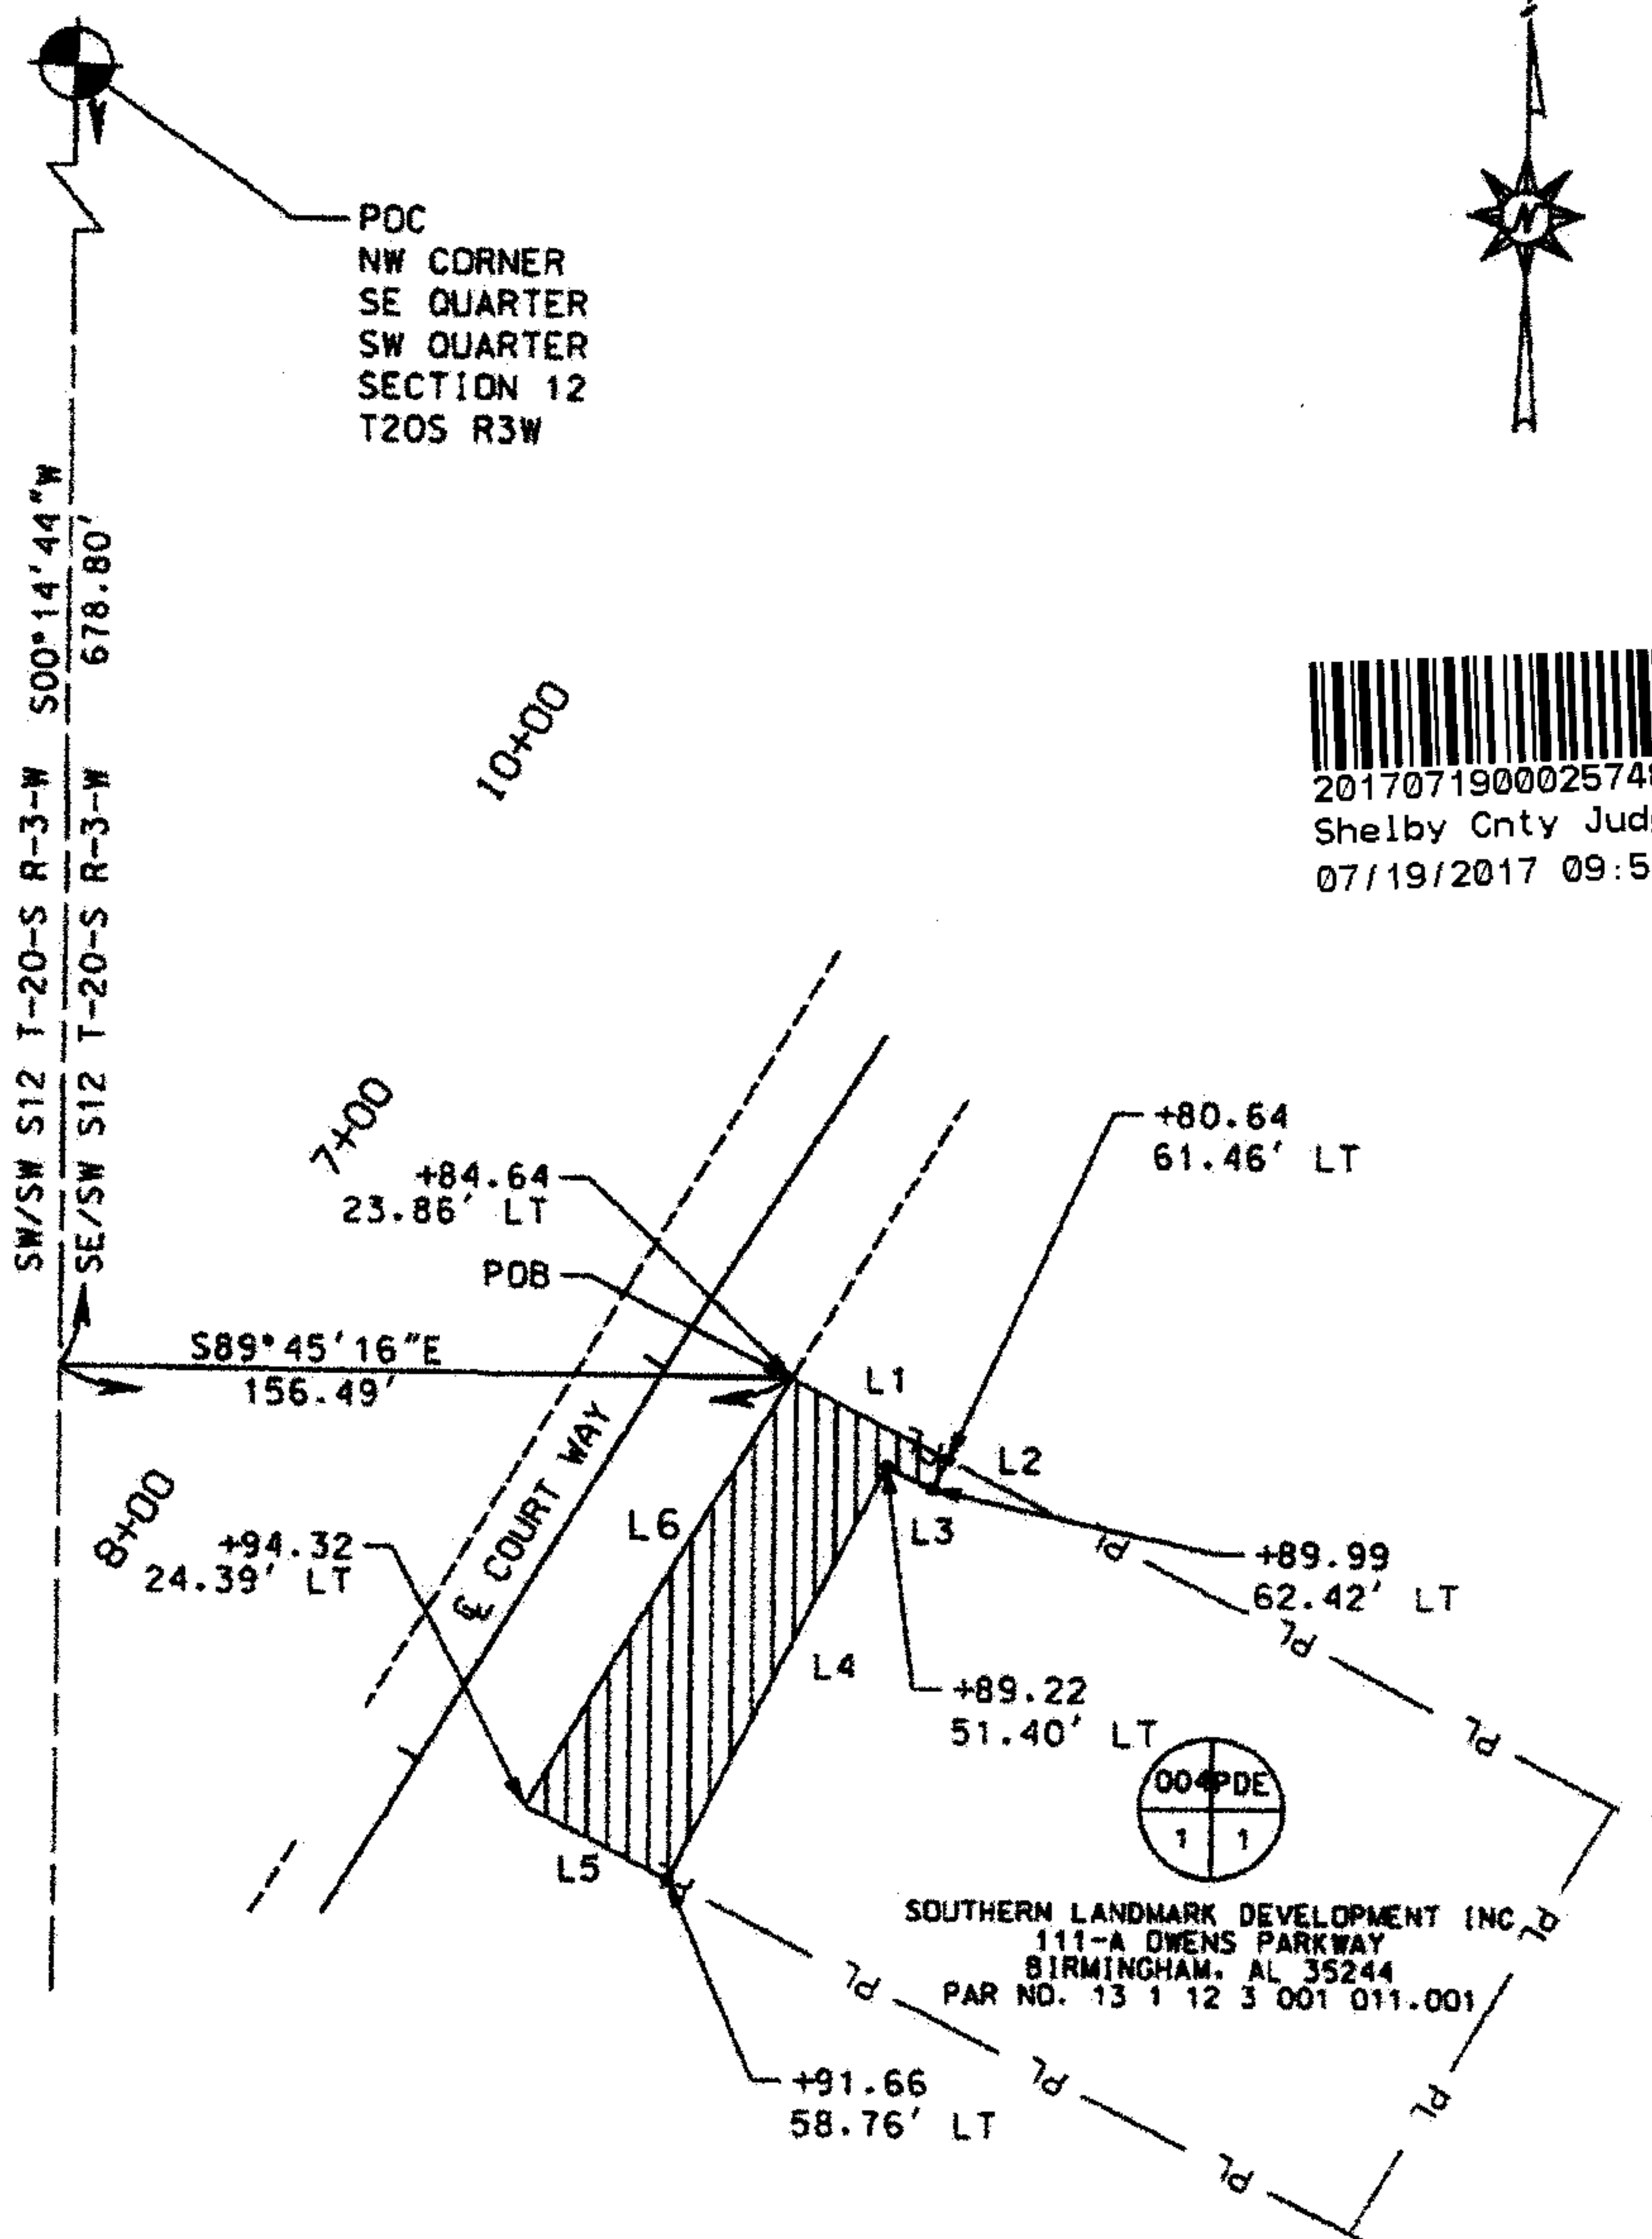 POC
NW CORNER
SE QUARTER
SW QUARTER
SECTION 12
T20S R3W
N
SW/SW S12 T-20-S R-3-W S00°14'44"W
SE/SW S12 T-20-S R-3-W 678.80'
10+00
Shelby Cnty
07/19/2017
7+00
+84.64
23.86' LT
POB
+80.64
61.46' LT
S89°45'16"E
156.49'
L1
L2
L3
8+00
+94.32
24.39' LT
L6
℄ COURT WAY
+89.99
62.42' LT
PL
PL
L4
+89.22
51.40' LT
PL
004 PDE
1 1
L5
PL
SOUTHERN LANDMARK DEVELOPMENT INC
PL
111-A OWENS PARKWAY
BIRMINGHAM, AL 35244
PAR NO. 13 1 12 3 001 011.001
PL
PL
PL
+91.66
58.76' LT
PL